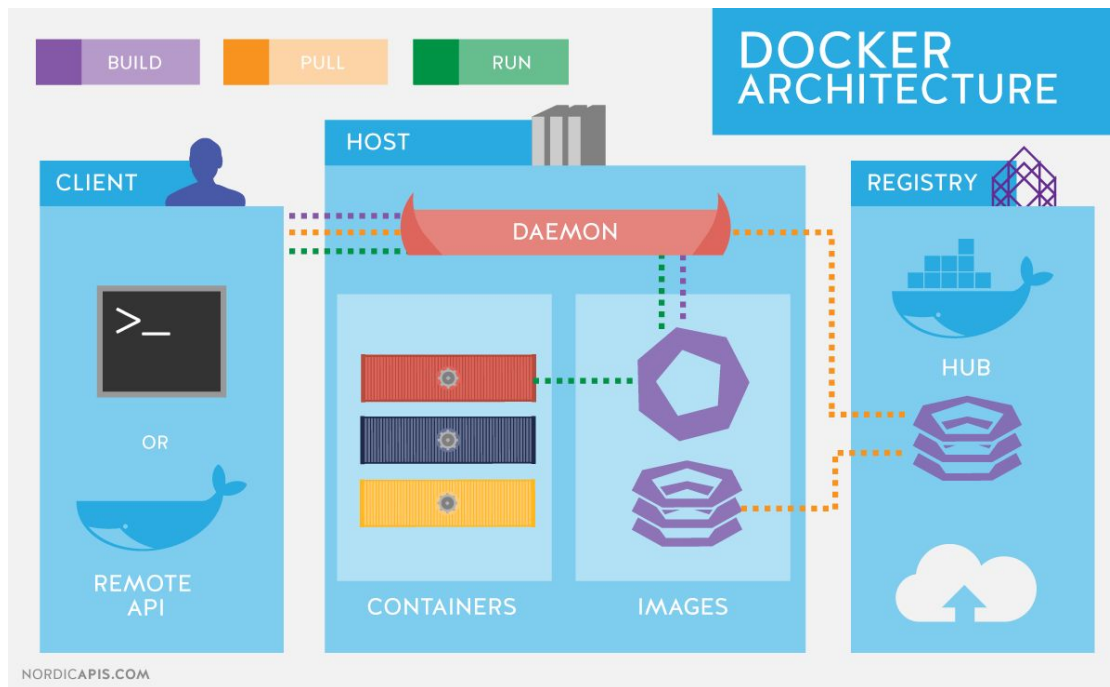 BUILD
PULL
RUN
DOCKER
ARCHITECTURE
HOST
CLIENT
REGISTRY
DAEMON
>_
HUB
OR
REMOTE
API
CONTAINERS
IMAGES
NORDICAPIS.COM